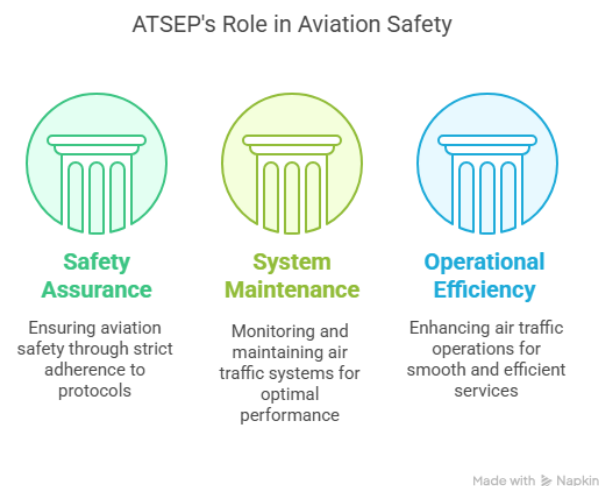 ATSEP's Role in Aviation Safety
Safety
Assurance
Ensuring aviation
safety through strict
adherence to
protocols
System
Maintenance
Monitoring and
maintaining air
traffic systems for
optimal
performance
Operational
Efficiency
Enhancing air traffic
operations for
smooth and efficient
services
Made with Napkin